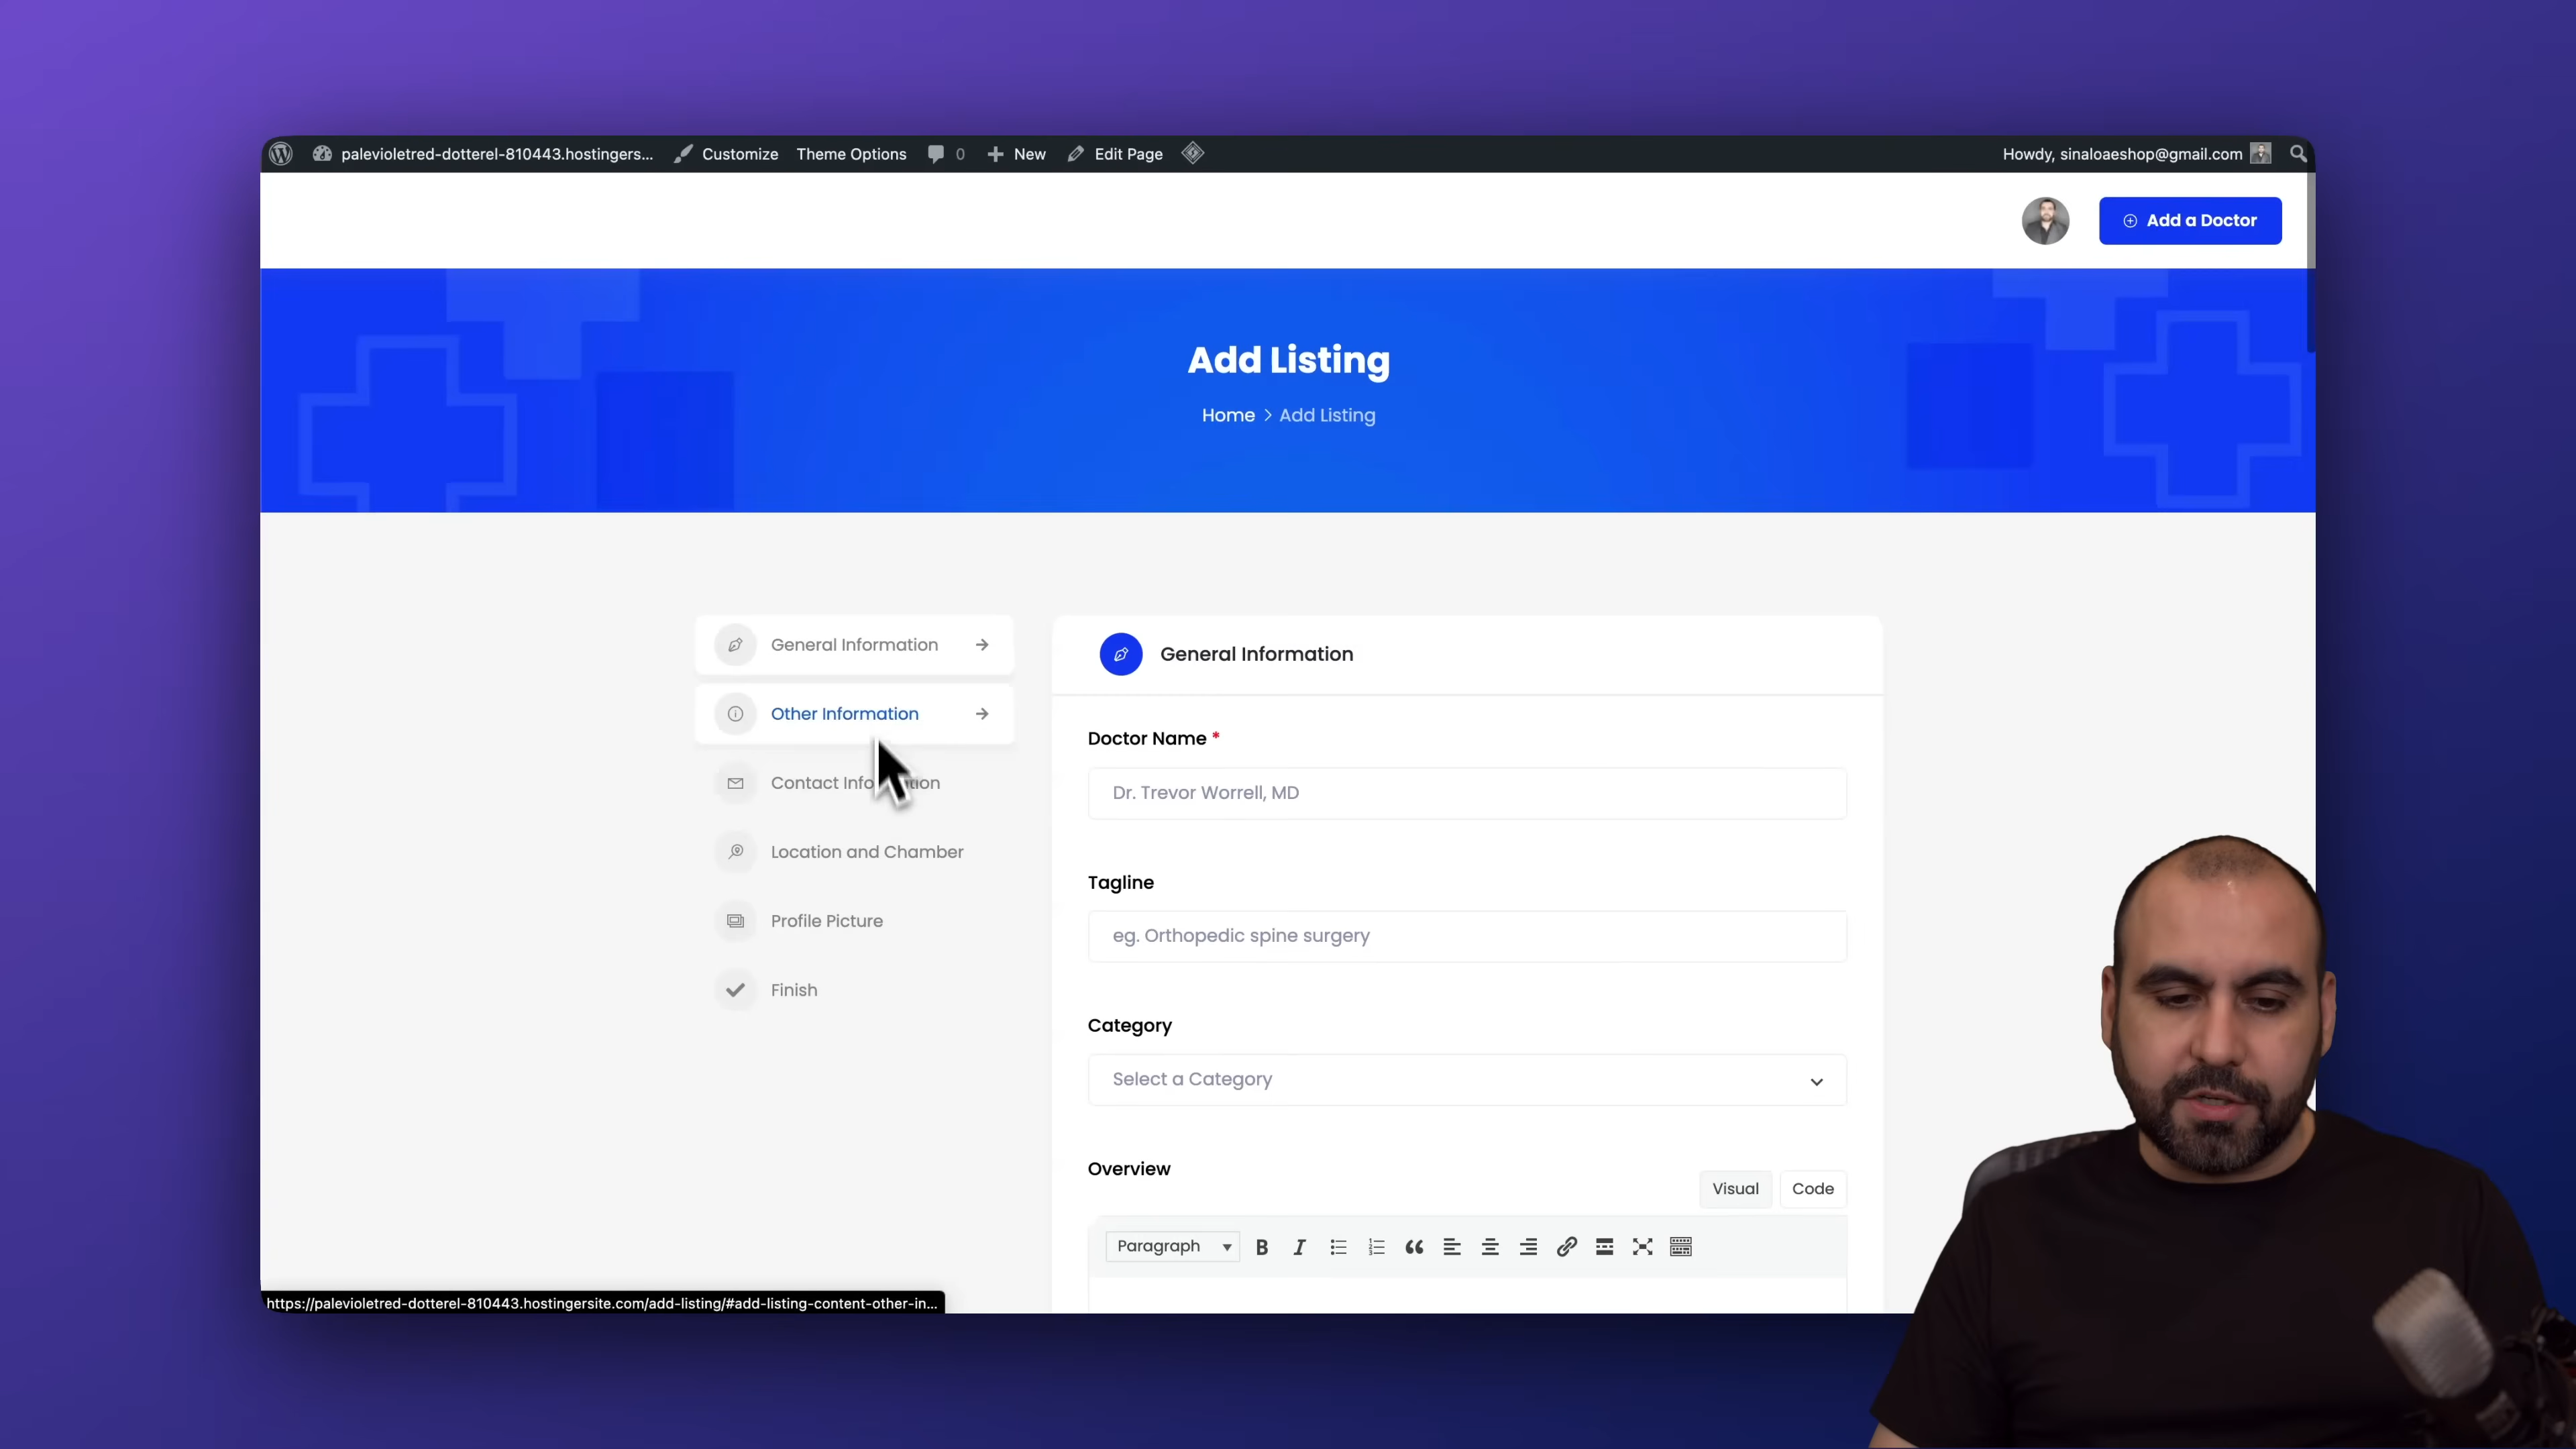 palevioletred-dotterel-810443.hostingers...
Customize
Theme Options
0
New
Edit Page
Howdy, sinaloaeshop@gmail.com
Add a Doctor
Add Listing
Home > Add Listing
General Information
Other Information
Contact Information
Location and Chamber
Profile Picture
Finish
General Information
Doctor Name *
Dr. Trevor Worrell, MD
Tagline
eg. Orthopedic spine surgery
Category
Select a Category
Overview
Visual
Code
Paragraph
https://palevioletred-dotterel-810443.hostingersite.com/add-listing/#add-listing-content-other-in...